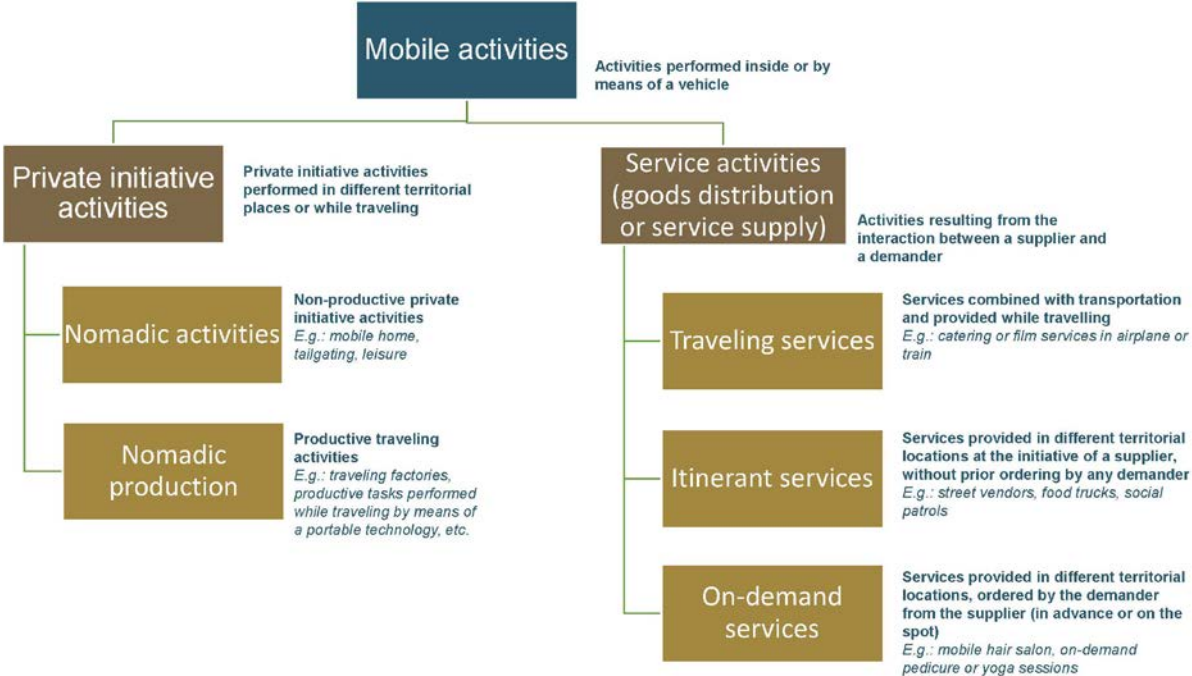 Mobile activities
Activities performed inside or by
means of a vehicle
Private initiative
activities
Private initiative activities
performed in different territorial
places or while traveling
Nomadic activities
Non-productive private
initiative activities
E.g.: mobile home,
tailgating, leisure
Nomadic
production
Productive traveling
activities
E.g.: traveling factories,
productive tasks performed
while traveling by means of
a portable technology, etc.
Service activities
(goods distribution
or service supply)
Activities resulting from the
interaction between a supplier and
a demander
Traveling services
Services combined with transportation
and provided while travelling
E.g.: catering or film services in airplane or
train
Itinerant services
Services provided in different territorial
locations at the initiative of a supplier,
without prior ordering by any demander
E.g.: street vendors, food trucks, social
patrols
On-demand
services
Services provided in different territorial
locations, ordered by the demander
from the supplier (in advance or on the
spot)
E.g.: mobile hair salon, on-demand
pedicure or yoga sessions